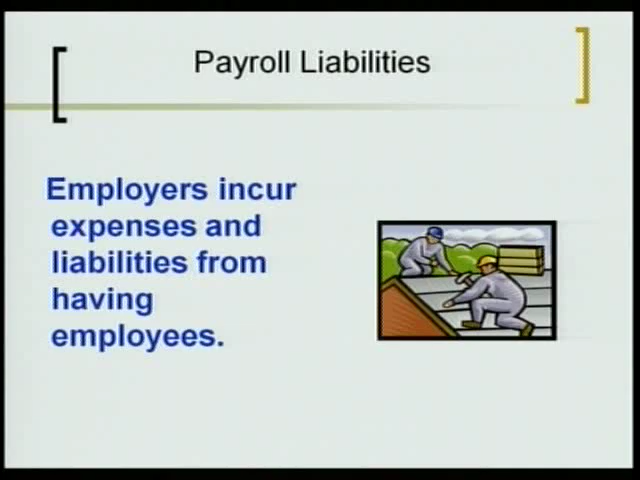 Payroll Liabilities
Employers incur
expenses and
liabilities from
having
employees.